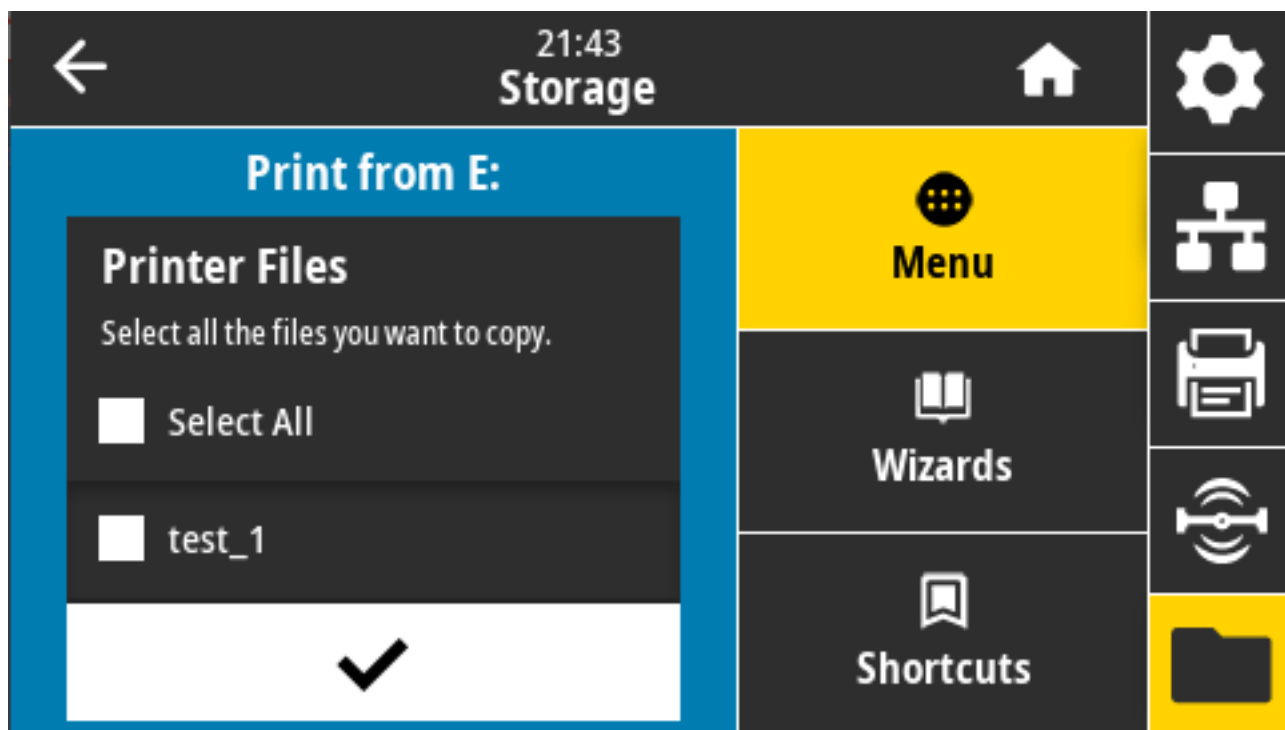 21:43
Storage
Print from E:
Printer Files
Select all the files you want to copy.
Select All
test_1
Menu
Wizards
Shortcuts